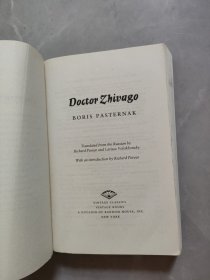 Doctor Zhivago
BORIS PASTERNAK
Translated from the Russian by
Richard Pevear and Larissa Volokhonsky
With an introduction by Richard Pevear
VINTAGE CLASSICS
VINTAGE BOOKS
A DIVISION OF RANDOM HOUSE, INC.
NEW YORK